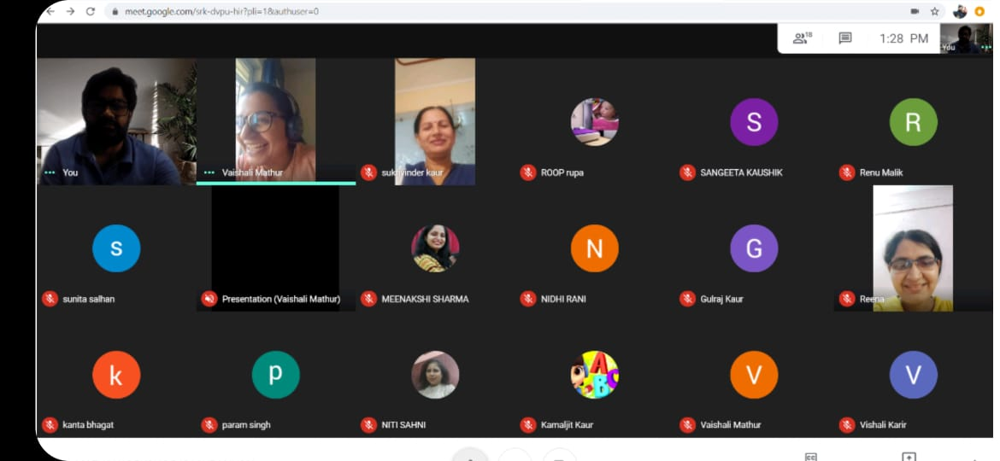 meet.google.com/srk-dvpu-hir?pli=1&authuser=0
18
1:28 PM
You
You
Vaishali Mathur
sukhvinder kaur
ROOP rupa
S
SANGEETA KAUSHIK
R
Renu Malik
s
sunita salhan
Presentation (Vaishali Mathur)
MEENAKSHI SHARMA
N
NIDHI RANI
G
Gulraj Kaur
Reena
k
kanta bhagat
p
param singh
NITI SAHNI
A
B C
Kamaljit Kaur
V
Vaishali Mathur
V
Vishali Karir
CC